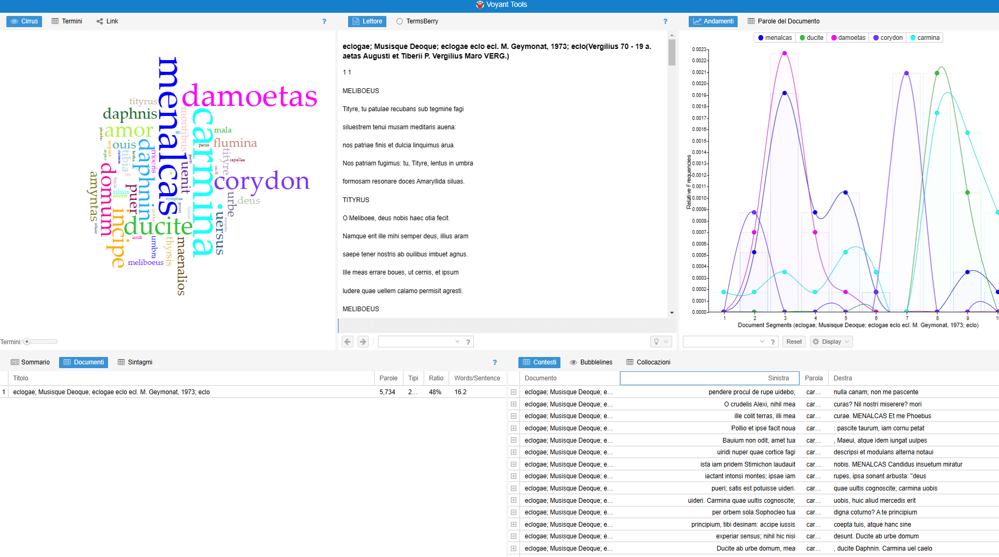 Voyant Tools
Cirrus Termini Link ?
menalcas
damoetas
tityrus
daphnis
carmina
montibus
mala
amor
en
phoebo
ouis
pecus
flumina
mopsus
daphnin
tibia
herba
moeris
carmen
pueri
tityre
capellae
aspice
domum
uenit
molli
heu
corydon
amyntas
fistula
puer
siluis
amores
nymphae
urbe
deus
pecori
incipe
galatea
lycidas
ducite
iuersus
menalca
siluae
uiridi
umbra
thyrsis
maenalios
meliboeus
Termini:
Lettore TermsBerry ?
eclogae; Musisque Deoque; eclogae eclo ecl. M. Geymonat, 1973; eclo(Vergilius 70 - 19 a.
aetas Augusti et Tiberii P. Vergilius Maro VERG.)
1 1
MELIBOEUS
Tityre, tu patulae recubans sub tegmine fagi
siluestrem tenui musam meditaris auena:
nos patriae finis et dulcia linquimus arua.
Nos patriam fugimus: tu, Tityre, lentus in umbra
formosam resonare doces Amaryllida siluas.
TITYRUS
O Meliboee, deus nobis haec otia fecit.
Namque erit ille mihi semper deus, illius aram
saepe tener nostris ab ouilibus imbuet agnus.
Ille meas errare boues, ut cernis, et ipsum
ludere quae uellem calamo permisit agresti.
MELIBOEUS
?
Andamenti Parole del Documento
menalcas ducite damoetas corydon carmina
0.0023
0.0022
0.0021
0.0020
0.0019
0.0018
0.0017
0.0016
0.0015
0.0014
0.0013
0.0012
0.0011
0.0010
0.0009
0.0008
0.0007
0.0006
0.0005
0.0004
0.0003
0.0002
0.0001
0.0000
Relative Frequencies
1 2 3 4 5 6 7 8 9 10
Document Segments (eclogae; Musisque Deoque; eclogae eclo ecl. M. Geymonat, 1973; eclo)
? Reset Display
Sommario Documenti Sintagmi ?
Titolo Parole Tipi Ratio Words/Sentence
1 eclogae; Musisque Deoque; eclogae eclo ecl. M. Geymonat, 1973; eclo 5,734 2... 48% 16.2
Contesti Bubblelines Collocazioni
Documento Sinistra Parola Destra
eclogae; Musisque Deoque; e... pendere procul de rupe uidebo; car... nulla canam; non me pascente
eclogae; Musisque Deoque; e... O crudelis Alexi, nihil mea car... curas? Nil nostri miserere? mori
eclogae; Musisque Deoque; e... ille colit terras, illi mea car... curae. MENALCAS Et me Phoebus
eclogae; Musisque Deoque; e... Pollio et ipse facit noua car... : pascite taurum, iam cornu petat
eclogae; Musisque Deoque; e... Bauium non odit, amet tua car... , Maeui, atque idem iungat uulpes
eclogae; Musisque Deoque; e... uiridi nuper quae cortice fagi car... descripsi et modulans alterna notaui
eclogae; Musisque Deoque; e... ista iam pridem Stimichon laudauit car... nobis. MENALCAS Candidus insuetum miratur
eclogae; Musisque Deoque; e... iactant intonsi montes; ipsae iam car... rupes, ipsa sonant arbusta: "deus
eclogae; Musisque Deoque; e... pueri; satis est potuisse uideri. car... quae uultis cognoscite; carmina uobis
eclogae; Musisque Deoque; e... uideri. Carmina quae uultis cognoscite; car... uobis, huic aliud mercedis erit
eclogae; Musisque Deoque; e... per orbem sola Sophocleo tua car... digna coturno? A te principium
eclogae; Musisque Deoque; e... principium, tibi desinam: accipe iussis car... coepta tuis, atque hanc sine
eclogae; Musisque Deoque; e... experiar sensus; nihil hic nisi car... desunt. Ducite ab urbe domum
eclogae; Musisque Deoque; e... Ducite ab urbe domum, mea car... , ducite Daphnin. Carmina uel caelo